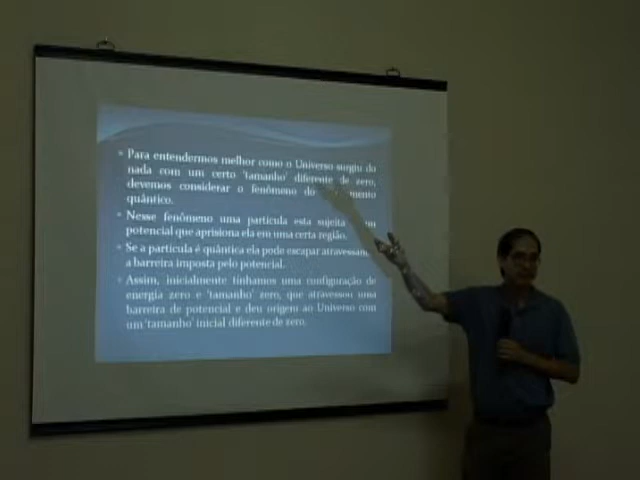 Para entendermos melhor como o Universo surgiu do
nada com um certo 'tamanho' diferente de zero,
devemos considerar o fenômeno do
quântico.
Nesse fenômeno uma partícula esta sujeita
potencial que aprisiona ela em uma certa região.
Se a partícula é quântica ela pode escapar
a barreira imposta pelo potencial.
Assim, inicialmente tínhamos uma configuração de
energia zero e 'tamanho' zero, que atravessou uma
barreira de potencial e deu origem ao Universo com
um 'tamanho' inicial diferente de zero.